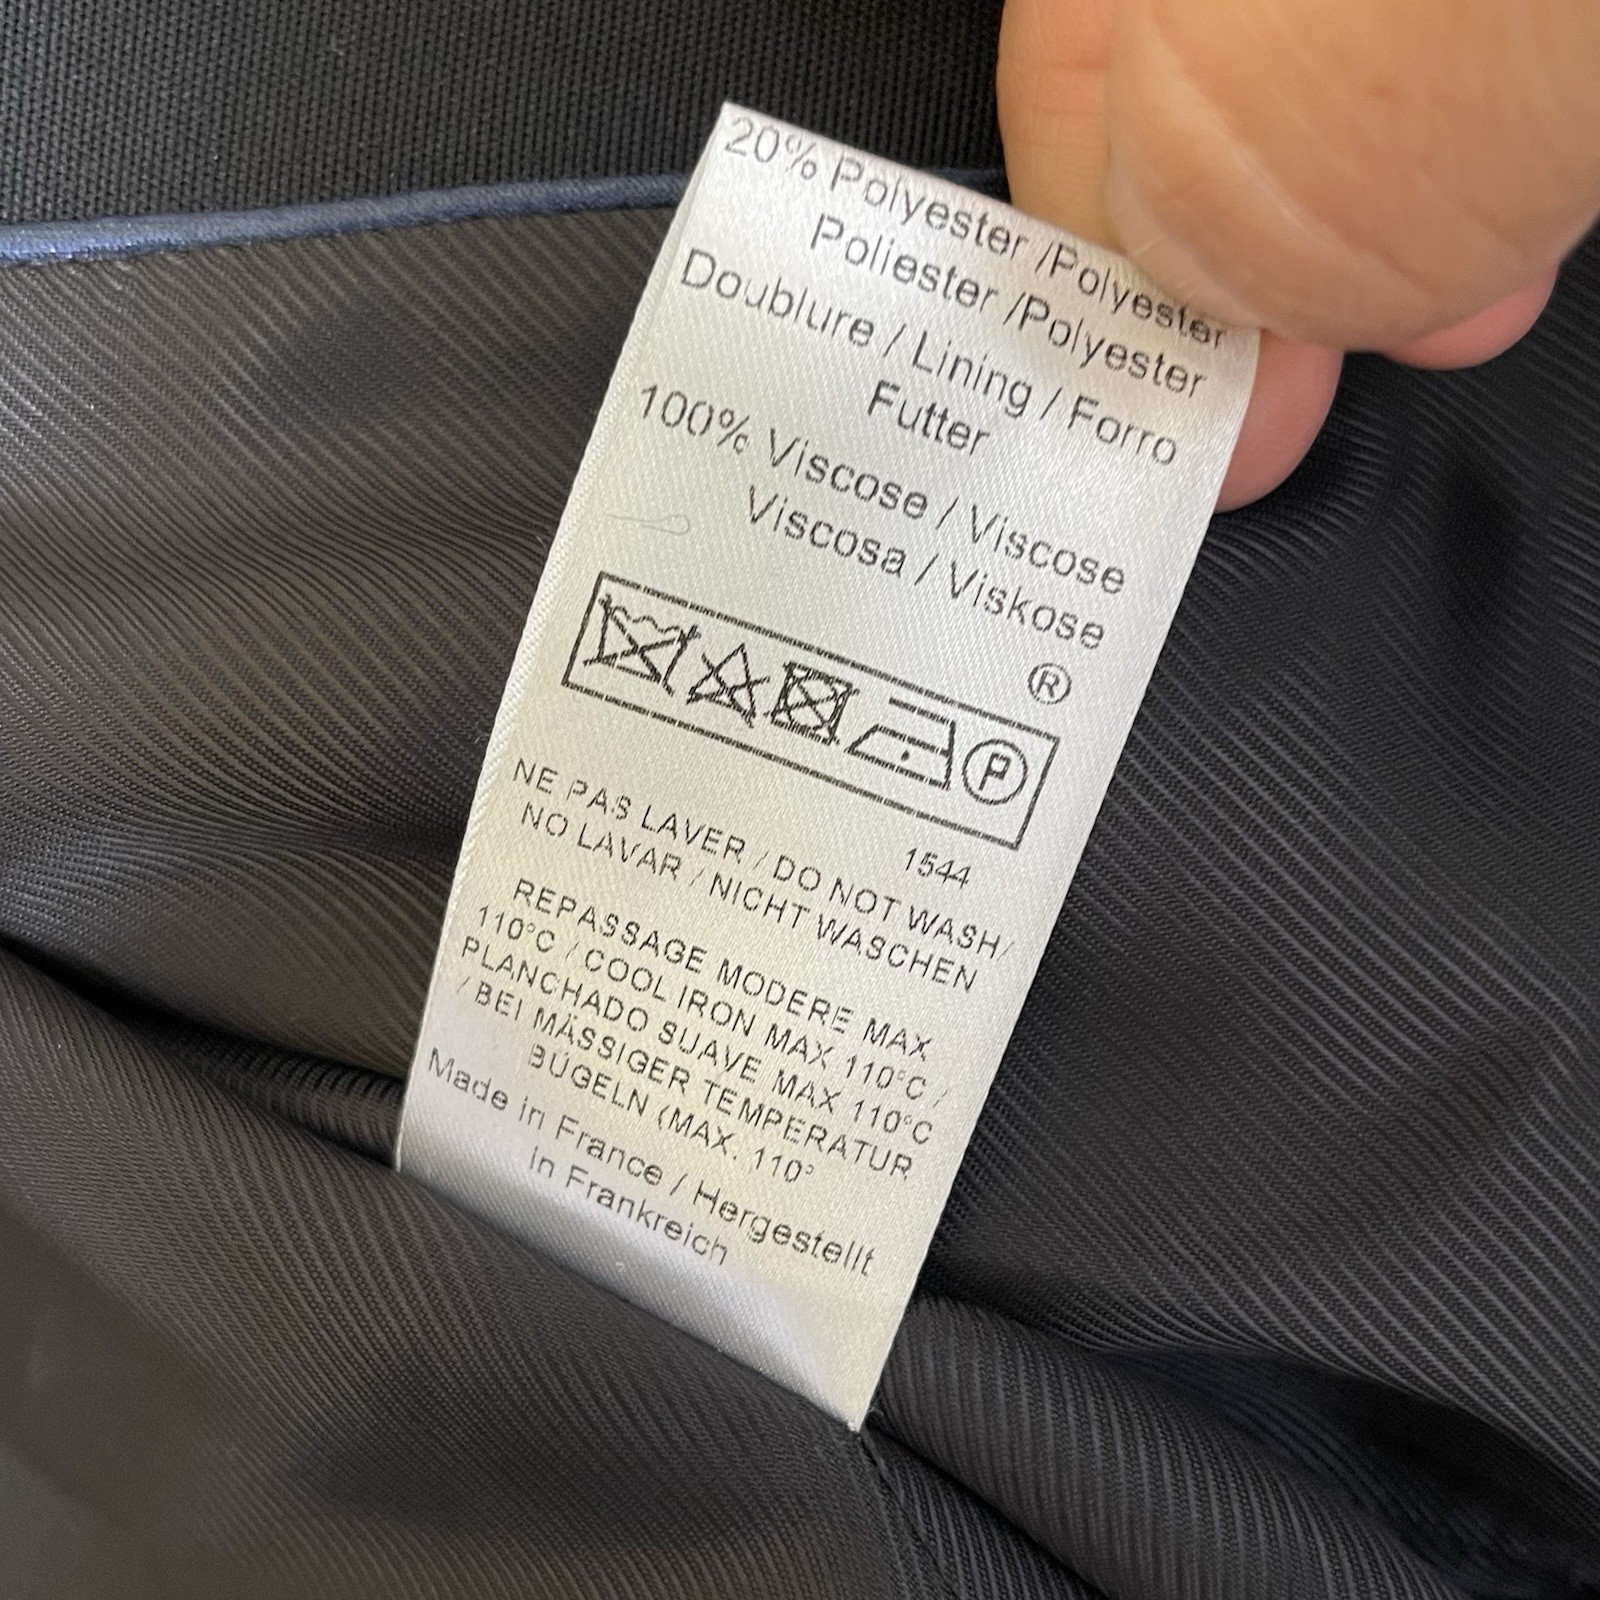 20% Polyester /Polyester
Poliester /Polyester
Doublure / Lining / Forro
Futter
100% Viscose / Viscose
Viscosa / Viskose
®
P
1544
NE PAS LAVER / DO NOT WASH/
NO LAVAR / NICHT WASCHEN
REPASSAGE MODERE MAX
110°C / COOL IRON MAX 110°C /
PLANCHADO SUAVE MAX 110°C
/ BEI MÄSSIGER TEMPERATUR
BÜGELN (MAX. 110°
Made in France / Hergestellt
in Frankreich